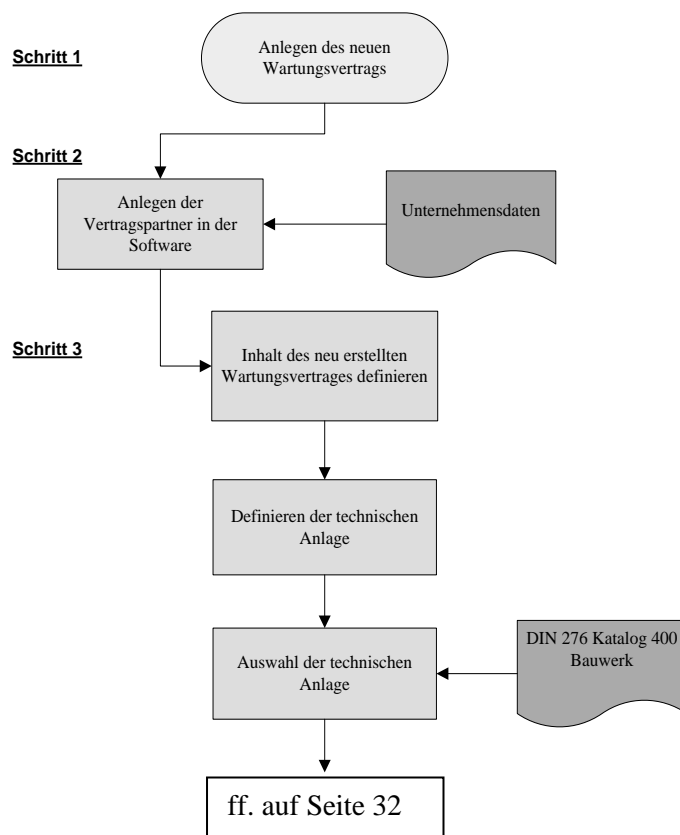 Schritt 1
Anlegen des neuen
Wartungsvertrags
Schritt 2
Anlegen der
Vertragspartner in der
Software
Unternehmensdaten
Schritt 3
Inhalt des neu erstellten
Wartungsvertrages definieren
Definieren der technischen
Anlage
Auswahl der technischen
Anlage
DIN 276 Katalog 400
Bauwerk
ff. auf Seite 32